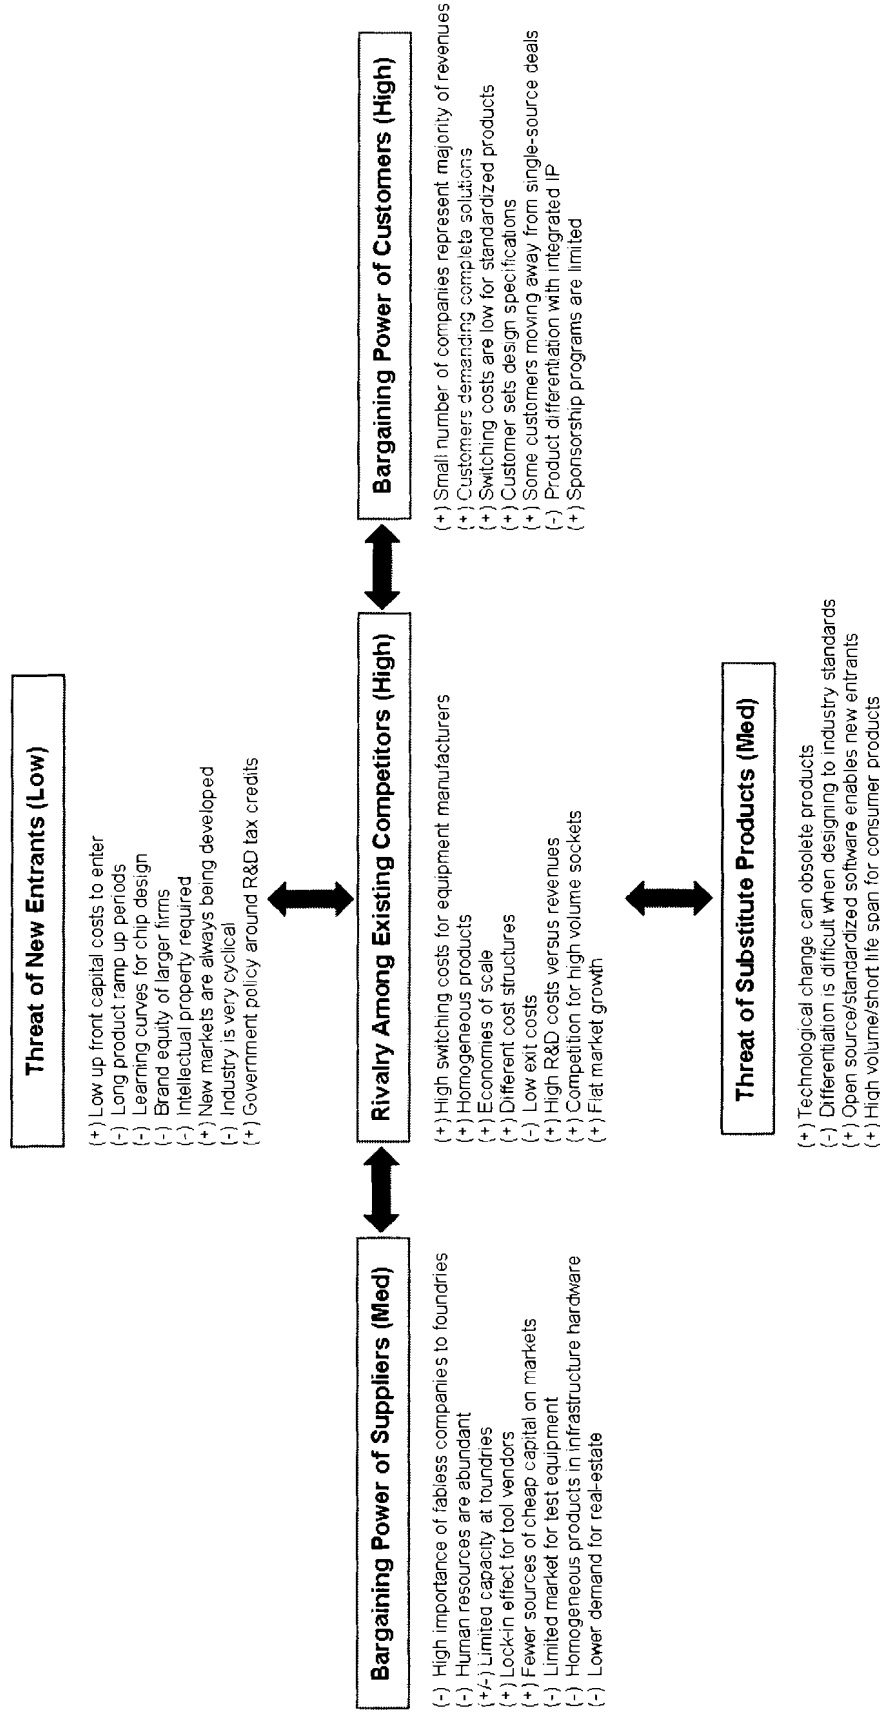 Threat of New Entrants (Low)
(+) Low up front capital costs to enter
(-) Long product ramp up periods
(-) Learning curves for chip design
(-) Brand equity of larger firms
(-) Intellectual property required
(+) New markets are always being developed
(-) Industry is very cyclical
(+) Government policy around R&D tax credits
Bargaining Power of Suppliers (Med)
(-) High importance of fabless companies to foundries
(-) Human resources are abundant
(+/-) Limited capacity at foundries
(+) Lock-in effect for tool vendors
(+) Fewer sources of cheap capital on markets
(-) Limited market for test equipment
(-) Homogeneous products in infrastructure hardware
(-) Lower demand for real-estate
Rivalry Among Existing Competitors (High)
(+) High switching costs for equipment manufacturers
(+) Homogeneous products
(+) Economies of scale
(+) Different cost structures
(-) Low exit costs
(+) High R&D costs versus revenues
(+) Competition for high volume sockets
(+) Flat market growth
Bargaining Power of Customers (High)
(+) Small number of companies represent majority of revenues
(+) Customers demanding complete solutions
(+) Switching costs are low for standardized products
(+) Customer sets design specifications
(+) Some customers moving away from single-source deals
(-) Product differentiation with integrated IP
(+) Sponsorship programs are limited
Threat of Substitute Products (Med)
(+) Technological change can obsolete products
(-) Differentiation is difficult when designing to industry standards
(+) Open source/standardized software enables new entrants
(+) High volume/short life span for consumer products